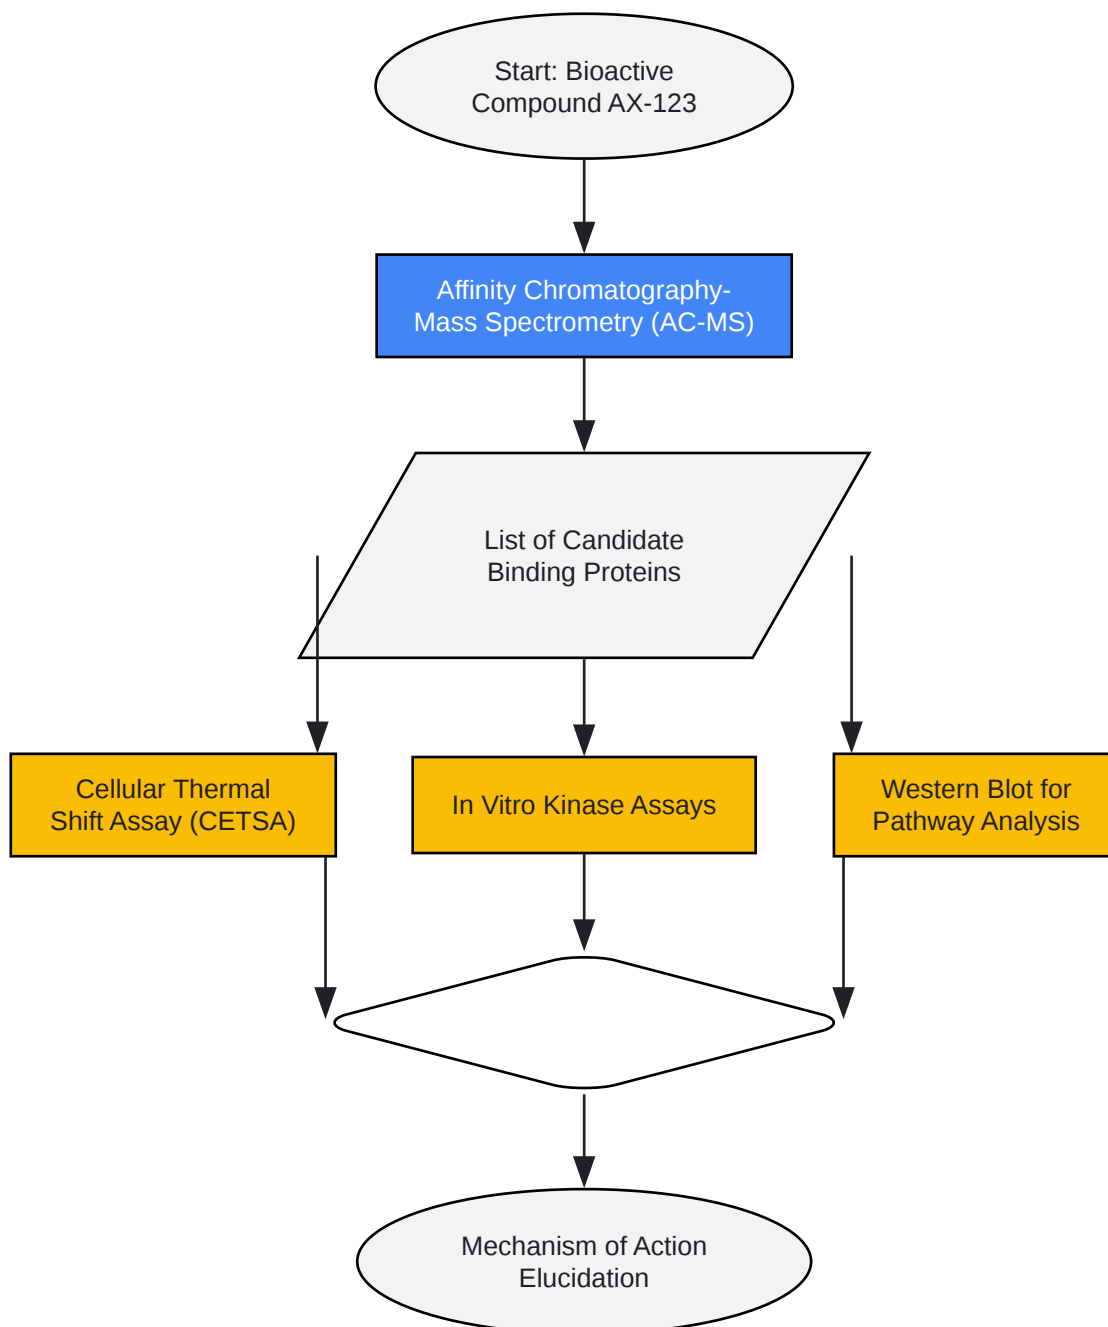 Start: Bioactive
Compound AX-123
Affinity Chromatography-
Mass Spectrometry (AC-MS)
List of Candidate
Binding Proteins
Cellular Thermal
Shift Assay (CETSA)
In Vitro Kinase Assays
Western Blot for
Pathway Analysis
Mechanism of Action
Elucidation